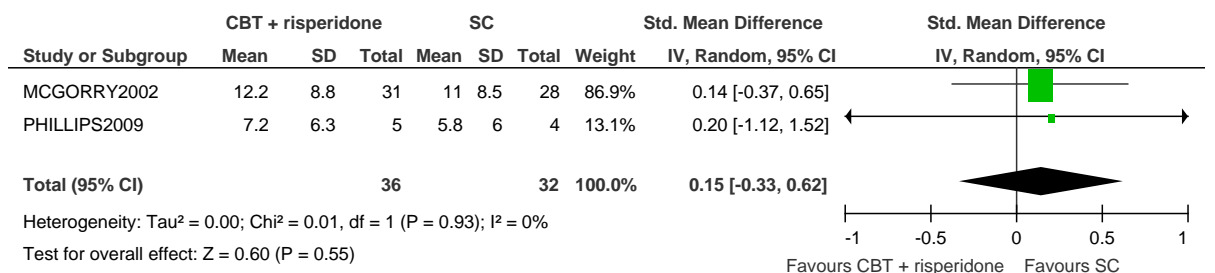 CBT + risperidone SC Std. Mean Difference Std. Mean Difference
Study or Subgroup Mean SD Total Mean SD Total Weight IV, Random, 95% CI IV, Random, 95% CI
MCGORRY2002 12.2 8.8 31 11 8.5 28 86.9% 0.14 [-0.37, 0.65]
PHILLIPS2009 7.2 6.3 5 5.8 6 4 13.1% 0.20 [-1.12, 1.52]
Total (95% CI) 36 32 100.0% 0.15 [-0.33, 0.62]
Heterogeneity: Tau² = 0.00; Chi² = 0.01, df = 1 (P = 0.93); I² = 0%
Test for overall effect: Z = 0.60 (P = 0.55)
-1 -0.5 0 0.5 1
Favours CBT + risperidone Favours SC